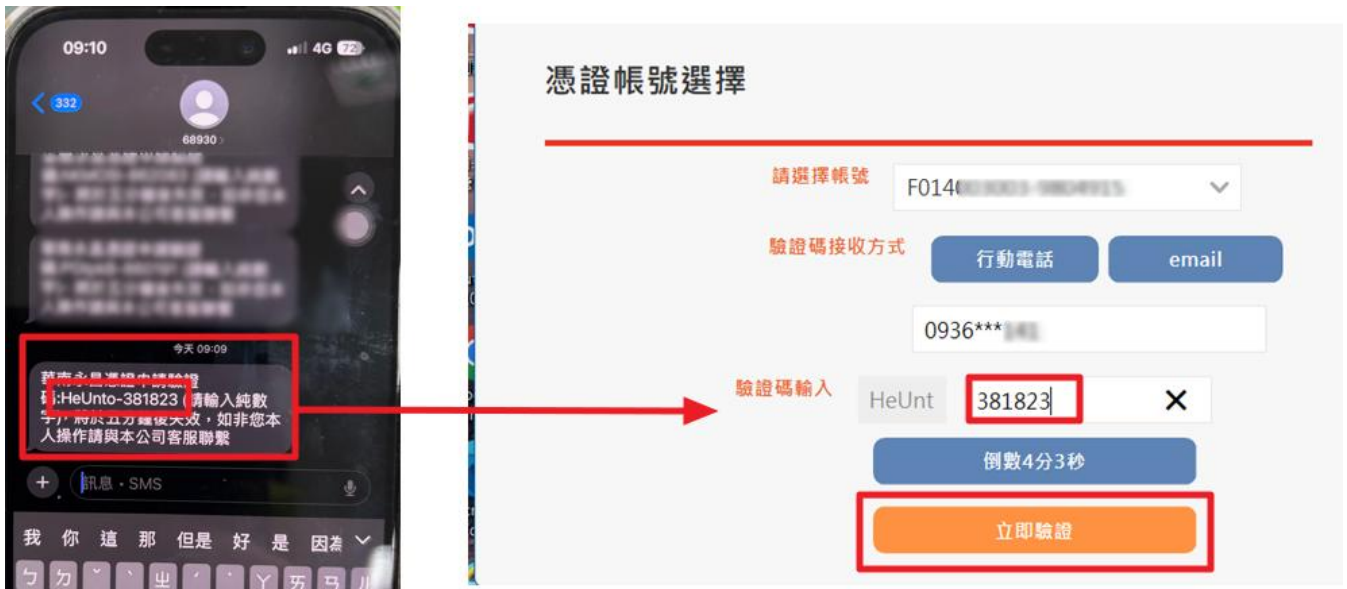 09:10
4G 72
332
68930
今天 09:09
華南永昌憑證申請驗證
碼:HeUnto-381823 (請輸入純數
字)，將於五分鐘後失效，如非您本
人操作請與本公司客服聯繫
訊息・SMS
我 你 這 那 但是 好 是 因為
ㄅ ㄉ ˇ ˋ ㄓ ˊ ˙ ㄚ ㄞ ㄢ ㄦ
憑證帳號選擇
請選擇帳號
F014
驗證碼接收方式
行動電話
email
0936***
驗證碼輸入
HeUnt
381823
倒數4分3秒
立即驗證